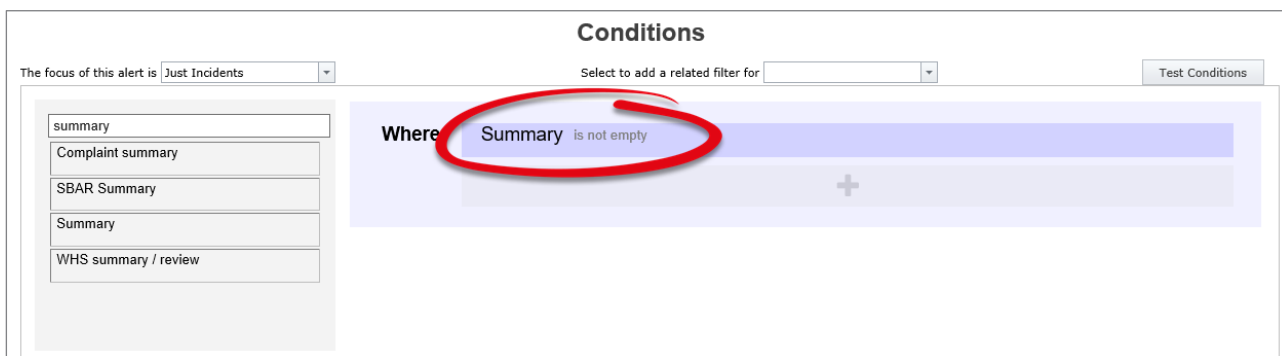 Conditions
The focus of this alert is Just Incidents Select to add a related filter for Test Conditions
summary
Complaint summary
SBAR Summary
Summary
WHS summary / review
Where Summary is not empty